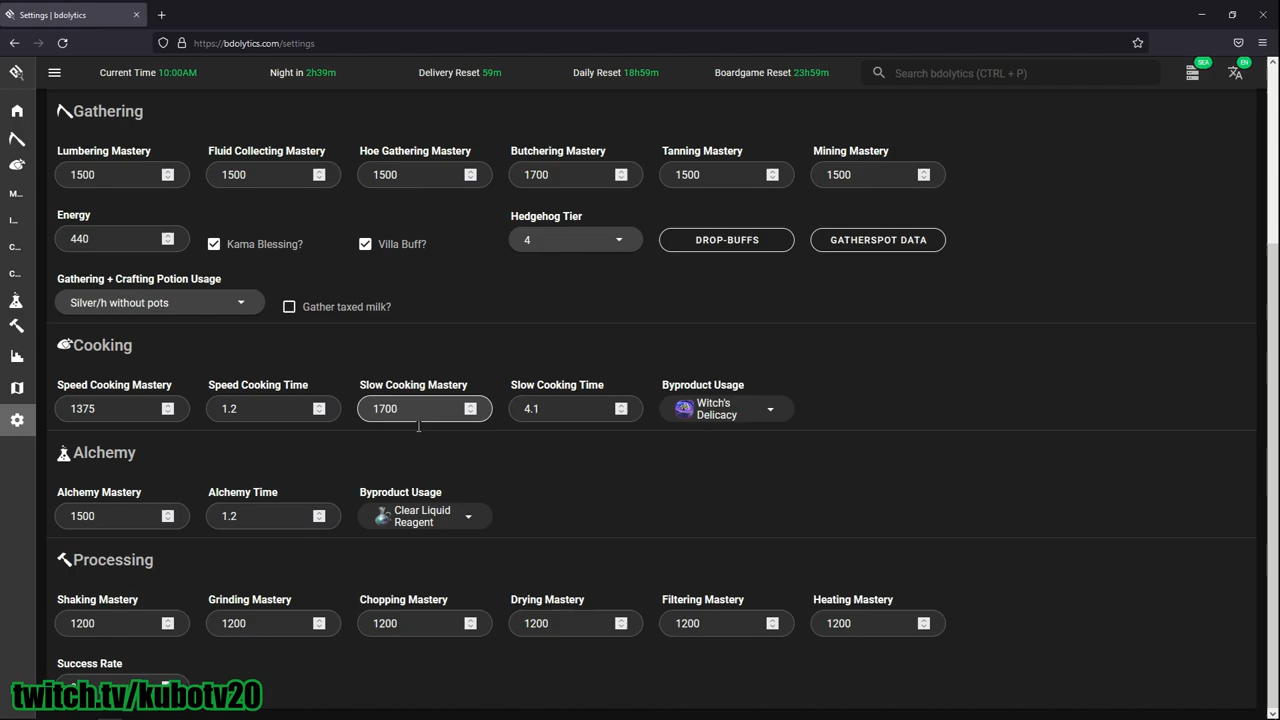 Settings | bdolytics
https://bdolytics.com/settings
Current Time 10:00AM
Night in 2h39m
Delivery Reset 59m
Daily Reset 18h59m
Boardgame Reset 23h59m
Search bdolytics (CTRL + P)
SEA
EN
Gathering
Lumbering Mastery
Fluid Collecting Mastery
Hoe Gathering Mastery
Butchering Mastery
Tanning Mastery
Mining Mastery
1500
1500
1500
1700
1500
1500
Energy
Hedgehog Tier
440
Kama Blessing?
Villa Buff?
4
DROP-BUFFS
GATHERSPOT DATA
Gathering + Crafting Potion Usage
Silver/h without pots
Gather taxed milk?
M...
I...
C...
C...
Cooking
Speed Cooking Mastery
Speed Cooking Time
Slow Cooking Mastery
Slow Cooking Time
Byproduct Usage
1375
1.2
1700
4.1
Witch's
Delicacy
Alchemy
Alchemy Mastery
Alchemy Time
Byproduct Usage
1500
1.2
Clear Liquid
Reagent
Processing
Shaking Mastery
Grinding Mastery
Chopping Mastery
Drying Mastery
Filtering Mastery
Heating Mastery
1200
1200
1200
1200
1200
1200
Success Rate
twitch.tv/kubotv20